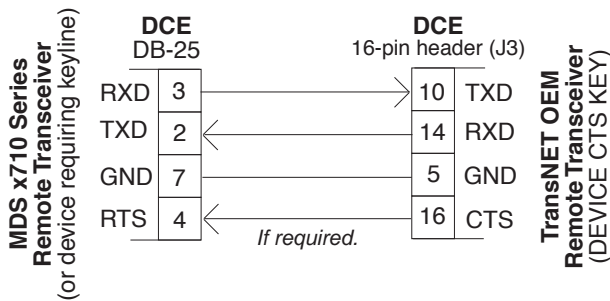 DCE
DB-25
DCE
16-pin header (J3)
MDS x710 Series
Remote Transceiver
(or device requiring keyline)
RXD 3 10 TXD
TXD 2 14 RXD
GND 7 5 GND
RTS 4 16 CTS
If required.
TransNET OEM
Remote Transceiver
(DEVICE CTS KEY)